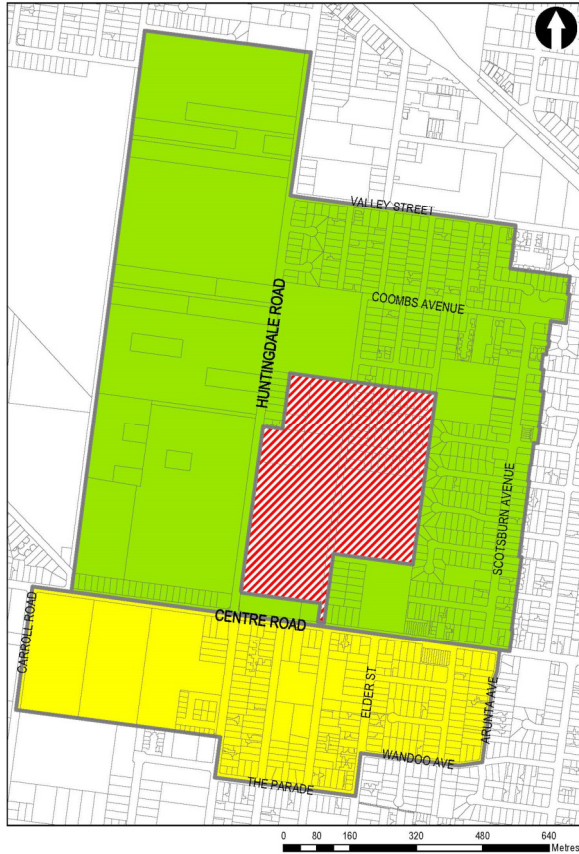 VALLEY STREET
COOMBS AVENUE
HUNTINGDALE ROAD
SCOTSBURN AVENUE
CENTRE ROAD
CARROLL ROAD
ELDER ST
ARUNTA AVE
WANDOO AVE
THE PARADE
0 80 160 320 480 640
Metres